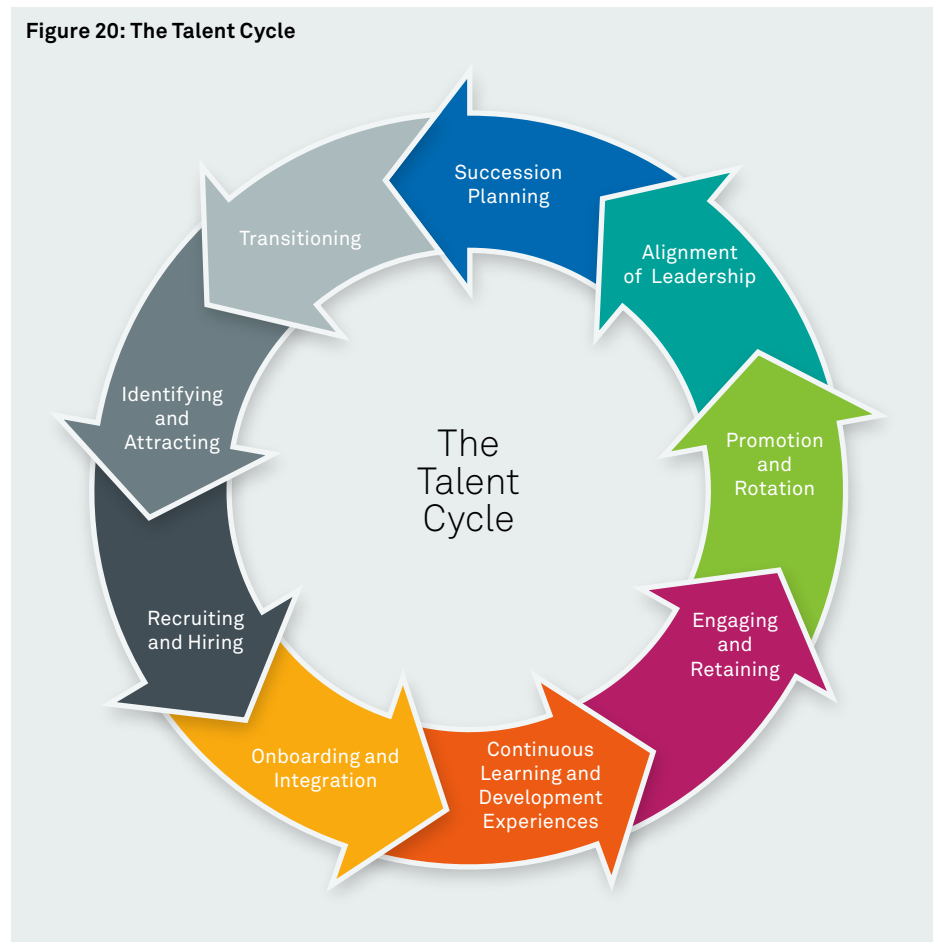 Figure 20: The Talent Cycle
Succession
Planning
Transitioning
Alignment
of Leadership
Identifying
and
Attracting
The
Talent
Cycle
Promotion
and
Rotation
Recruiting
and Hiring
Engaging
and
Retaining
Onboarding and
Integration
Continuous
Learning and
Development
Experiences